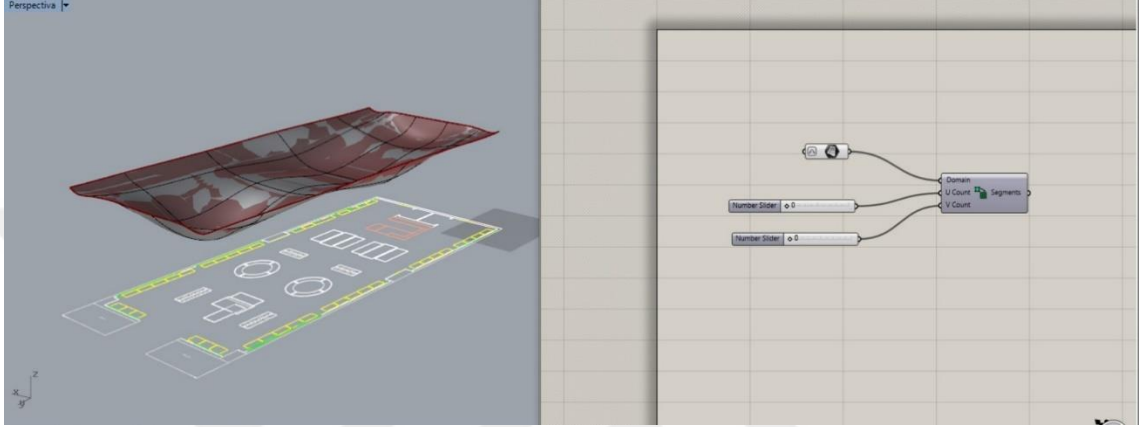 Perspectiva
Domain
U Count
Segments
V Count
Number Slider
0
Number Slider
0
z
x
y